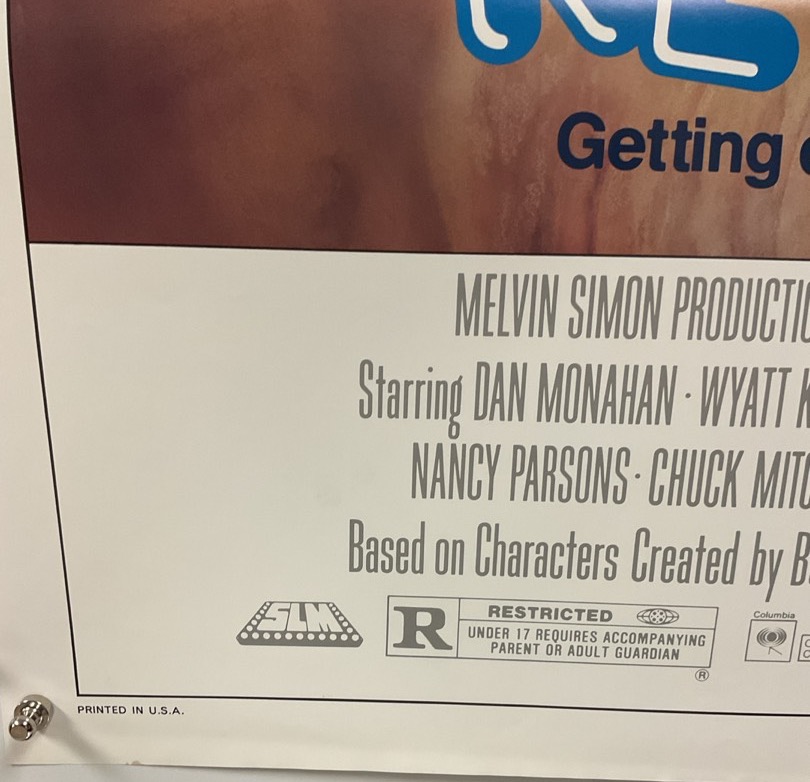 Getting
MELVIN SIMON PRODUCTIO
Starring DAN MONAHAN · WYATT K
NANCY PARSONS · CHUCK MITC
Based on Characters Created by B
SLM
R
RESTRICTED
UNDER 17 REQUIRES ACCOMPANYING
PARENT OR ADULT GUARDIAN
®
Columbia
PRINTED IN U.S.A.